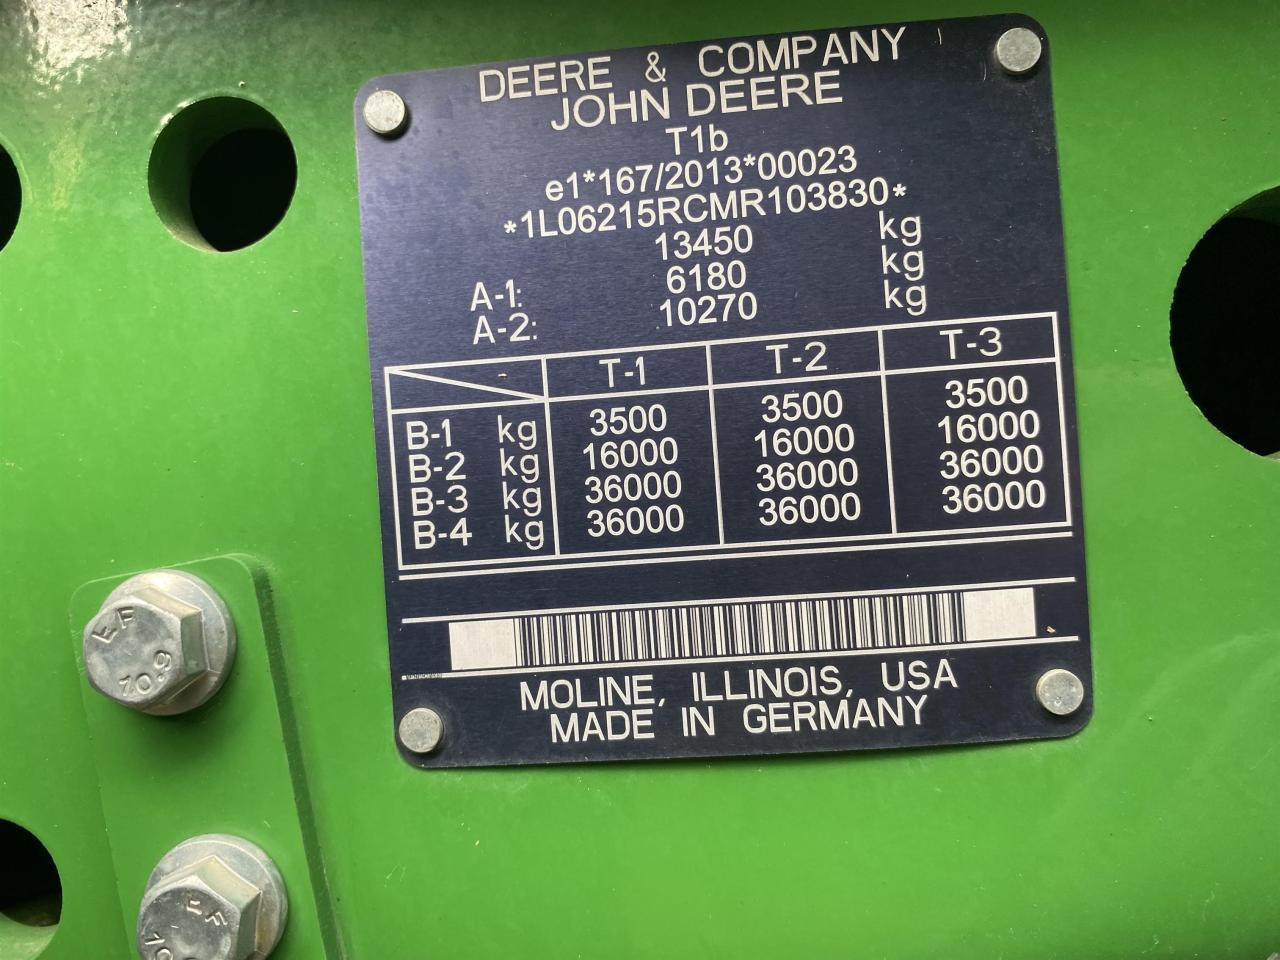 DEERE & COMPANY
JOHN DEERE
T1b
e1*167/2013*00023
*1L06215RCMR103830*
13450 kg
A-1: 6180 kg
A-2: 10270 kg
T-1 T-2 T-3
B-1 kg 3500 3500 3500
B-2 kg 16000 16000 16000
B-3 kg 36000 36000 36000
B-4 kg 36000 36000 36000
MOLINE, ILLINOIS, USA
MADE IN GERMANY
10.9